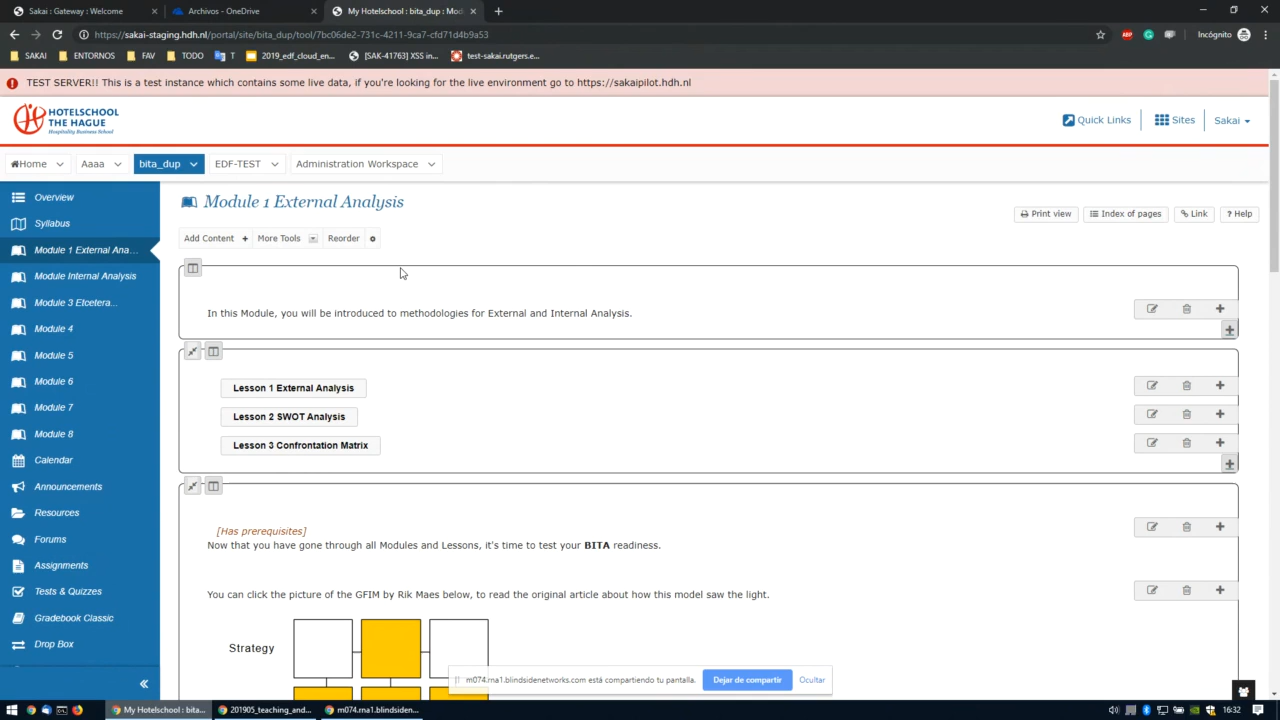 Sakai : Gateway : Welcome
Archivos - OneDrive
My Hotelschool : bita_dup : Mod
https://sakai-staging.hdh.nl/portal/site/bita_dup/tool/7bc06de2-731c-4211-9ca7-cfd71d4b9a53
ABP
Incógnito
SAKAI
ENTORNOS
FAV
TODO
T
2019_edf_cloud_en...
[SAK-41763] XSS in...
test-sakai.rutgers.e...
TEST SERVER!! This is a test instance which contains some live data, if you're looking for the live environment go to https://sakaipilot.hdh.nl
HOTELSCHOOL
THE HAGUE
Hospitality Business School
Quick Links
Sites
Sakai
Home
Aaaa
bita_dup
EDF-TEST
Administration Workspace
Overview
Syllabus
Module 1 External Ana...
Module Internal Analysis
Module 3 Etcetera...
Module 4
Module 5
Module 6
Module 7
Module 8
Calendar
Announcements
Resources
Forums
Assignments
Tests & Quizzes
Gradebook Classic
Drop Box
Module 1 External Analysis
Print view
Index of pages
Link
? Help
Add Content +
More Tools
Reorder
In this Module, you will be introduced to methodologies for External and Internal Analysis.
Lesson 1 External Analysis
Lesson 2 SWOT Analysis
Lesson 3 Confrontation Matrix
[Has prerequisites]
Now that you have gone through all Modules and Lessons, it's time to test your BITA readiness.
You can click the picture of the GFIM by Rik Maes below, to read the original article about how this model saw the light.
Strategy
m074.rna1.blindsidenetworks.com está compartiendo tu pantalla.
Dejar de compartir
Ocultar
My Hotelschool : bita...
201905_teaching_and...
m074.rna1.blindsiden...
16:32